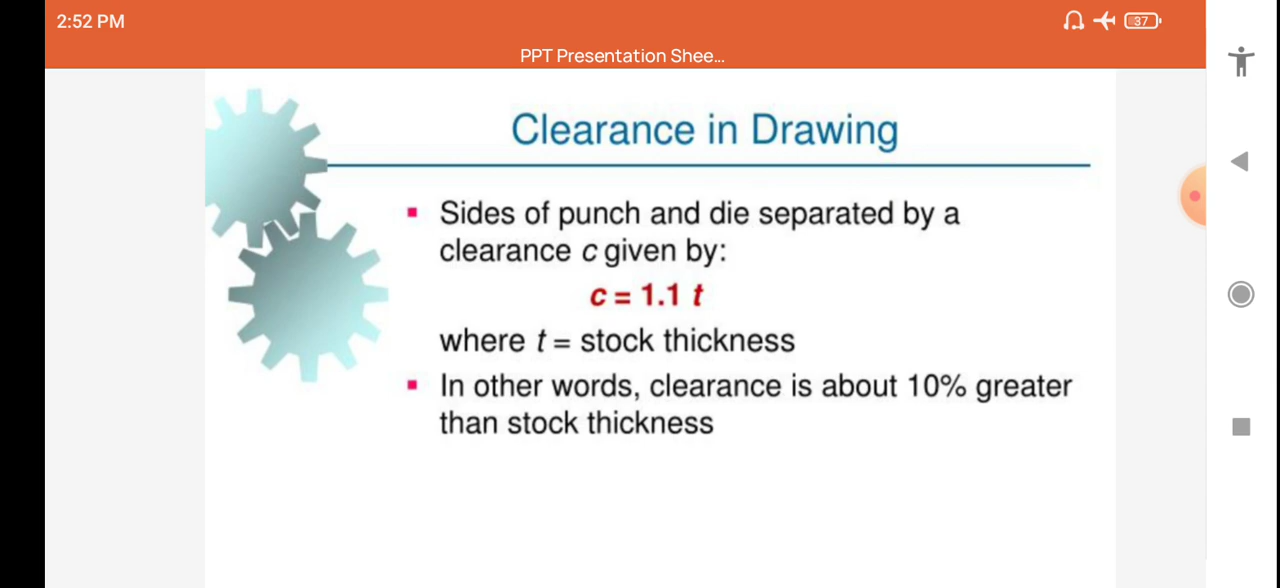 2:52 PM
37
PPT Presentation Shee...
Clearance in Drawing
▪ Sides of punch and die separated by a
clearance c given by:
c = 1.1 t
where t = stock thickness
▪ In other words, clearance is about 10% greater
than stock thickness